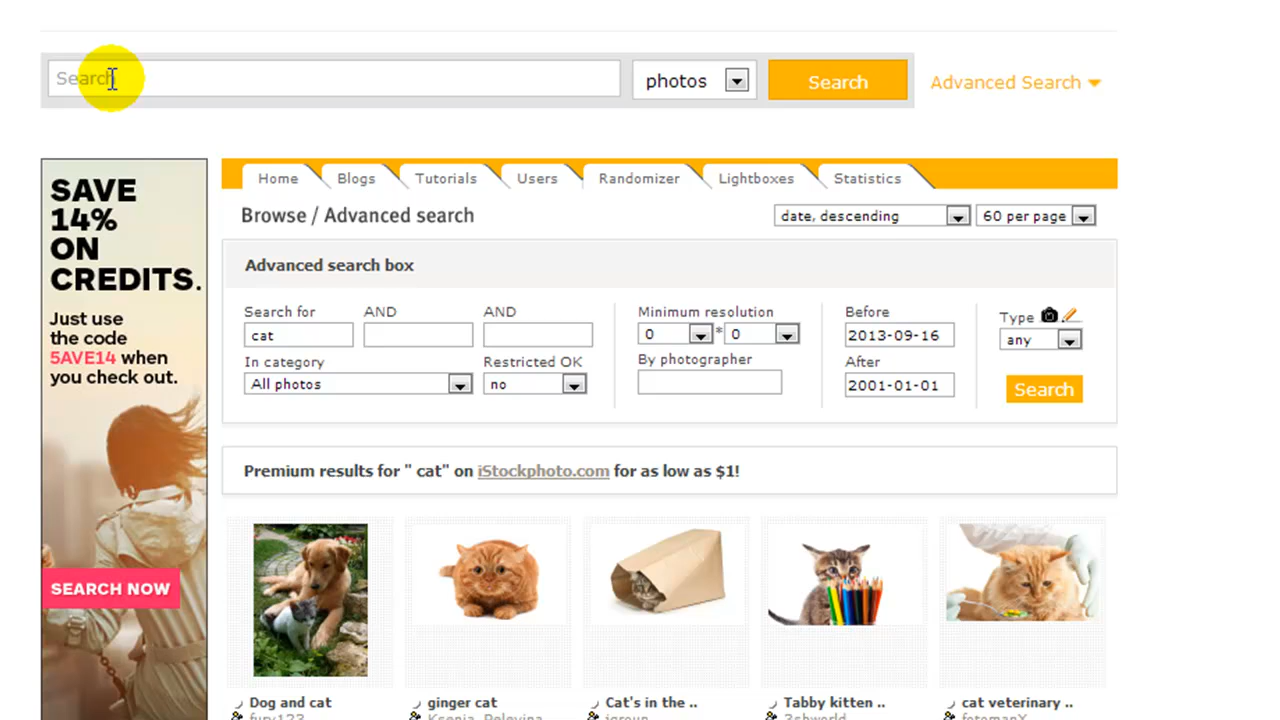 Search
photos
Search
Advanced Search
SAVE
14%
ON
CREDITS.
Just use
the code
5AVE14 when
you check out.
SEARCH NOW
Home Blogs Tutorials Users Randomizer Lightboxes Statistics
Browse / Advanced search
date, descending
60 per page
Advanced search box
Search for AND AND
cat
In category Restricted OK
All photos no
Minimum resolution
0 * 0
By photographer
Before
2013-09-16
After
2001-01-01
Type
any
Search
Premium results for " cat" on iStockphoto.com for as low as $1!
Dog and cat
fury123
ginger cat
Ksenia_Pelevina
Cat's in the ..
igroup
Tabby kitten ..
3shworld
cat veterinary ..
fotomanX